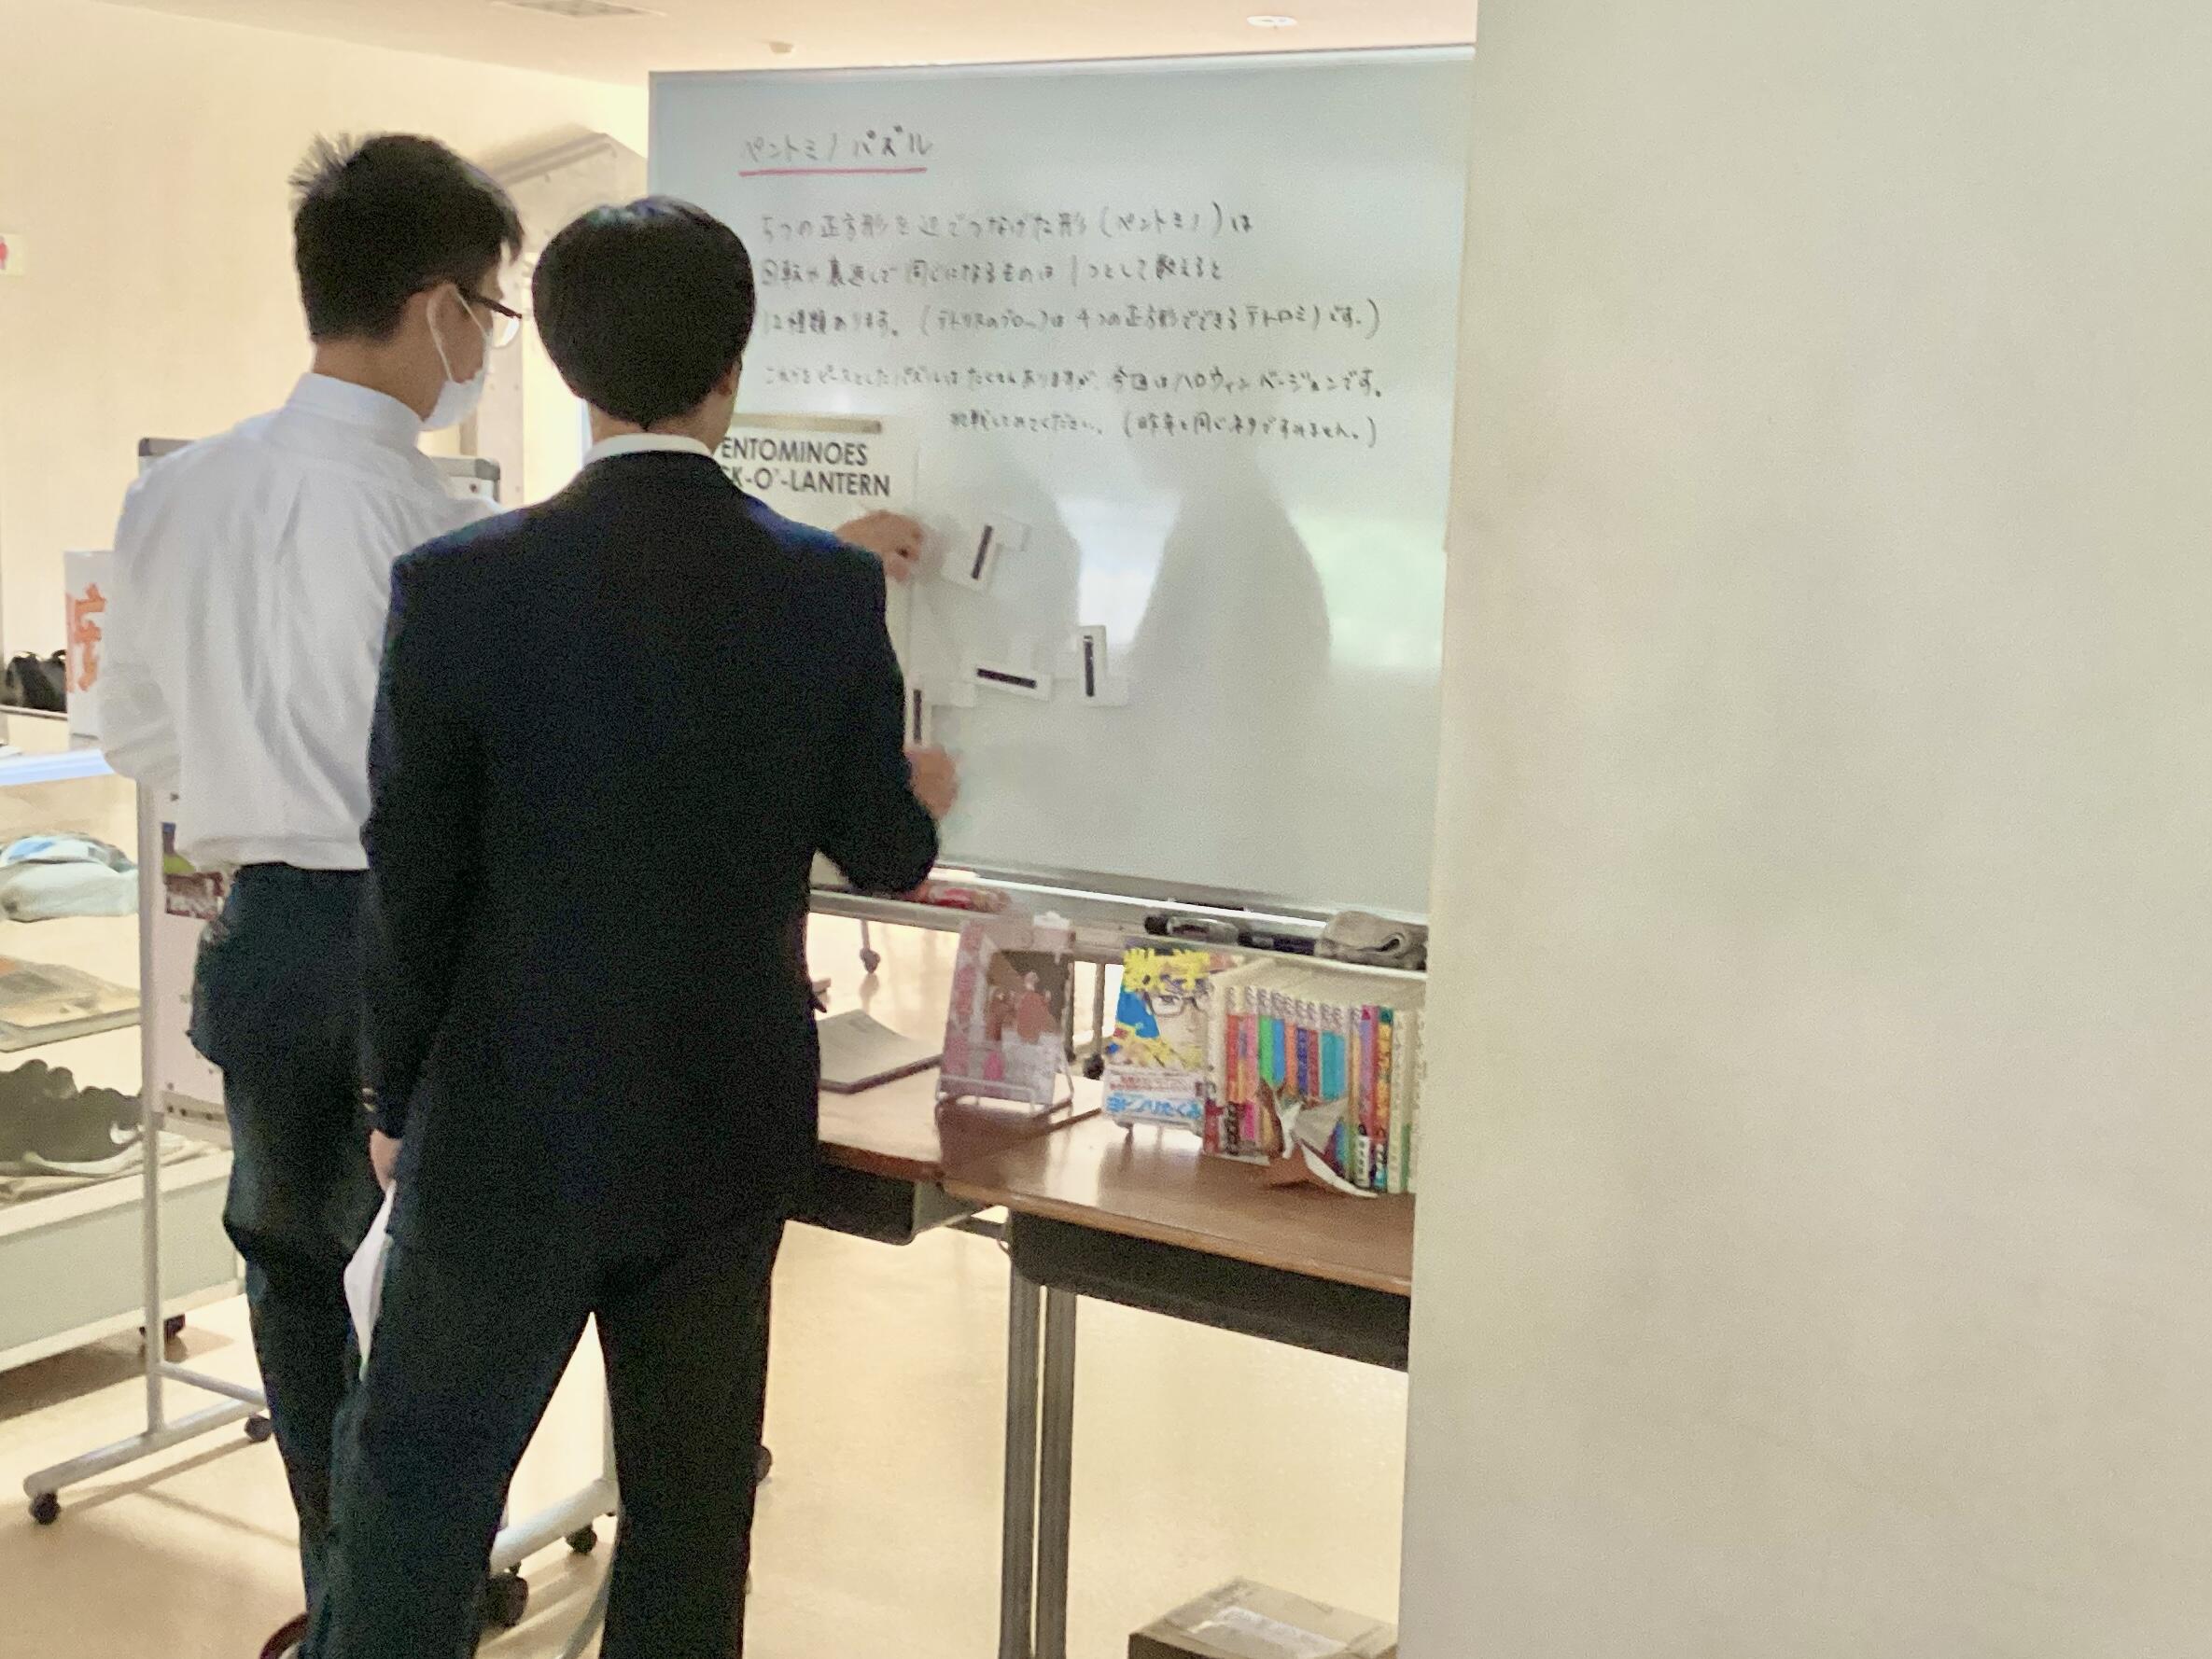 ペントミノパズル
5つの正方形を辺でつなげた形(ペントミノ)は
回転や裏返しで同じになるものは1つとして数えると
12種類あります。(テトリスのブロックは4つの正方形でできるテトロミノです。)
これらをピースとしたパズルはたくさんありますが、今回はハロウィンバージョンです。
挑戦してみてください。(昨年と同じネタですみません。)
ENTOMINOES
CK-O'-LANTERN
数学